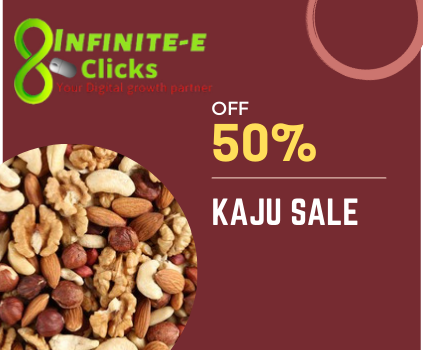 INFINITE-E
Clicks
Your Digital growth partner
OFF
50%
KAJU SALE